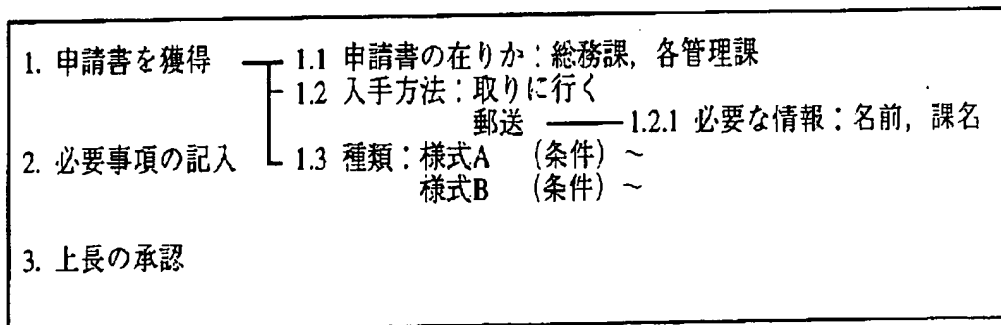 1. 申請書を獲得
1.1 申請書の在りか：総務課，各管理課
1.2 入手方法：取りに行く
郵送
1.2.1 必要な情報：名前，課名
2. 必要事項の記入
1.3 種類：様式A （条件） ～
様式B （条件） ～
3. 上長の承認